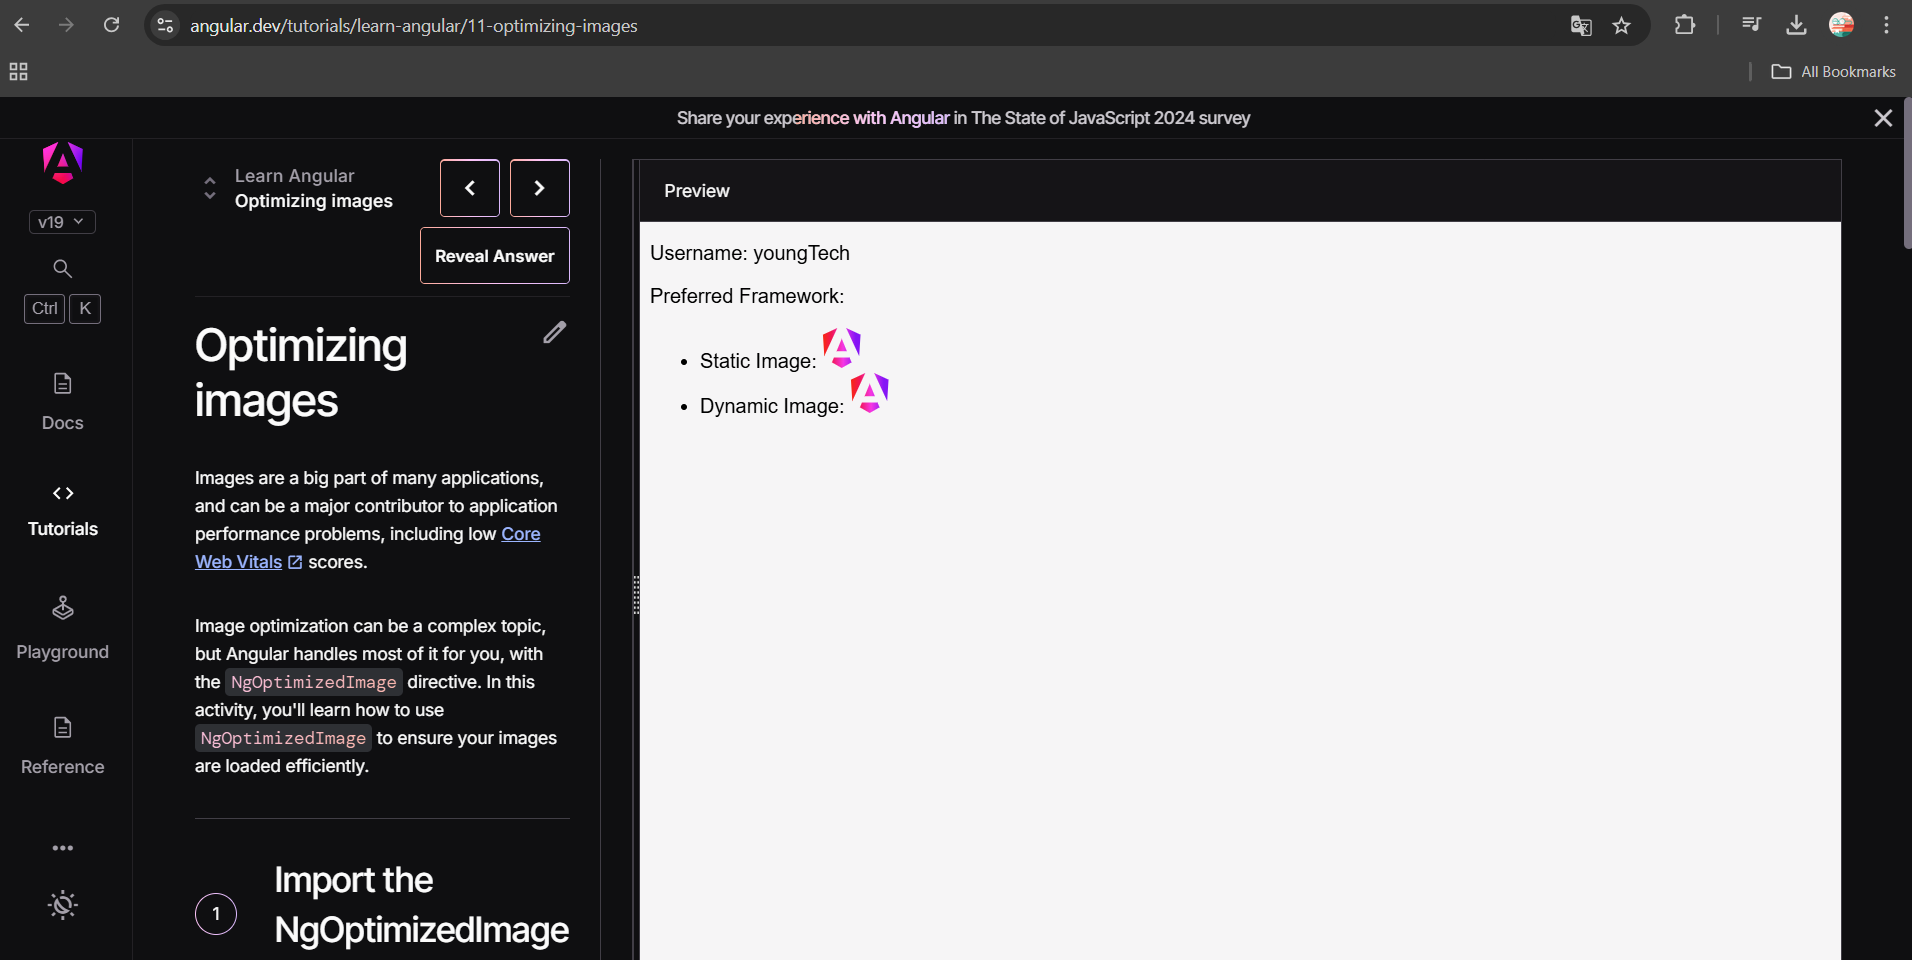 angular.dev/tutorials/learn-angular/11-optimizing-images
All Bookmarks
Share your experience with Angular in The State of JavaScript 2024 survey
v19
Ctrl K
Docs
Tutorials
Playground
Reference
Learn Angular
Optimizing images
Reveal Answer
Optimizing
images
Images are a big part of many applications,
and can be a major contributor to application
performance problems, including low Core
Web Vitals scores.
Image optimization can be a complex topic,
but Angular handles most of it for you, with
the NgOptimizedImage directive. In this
activity, you'll learn how to use
NgOptimizedImage to ensure your images
are loaded efficiently.
1
Import the
NgOptimizedImage
Preview
Username: youngTech
Preferred Framework:
• Static Image:
• Dynamic Image: